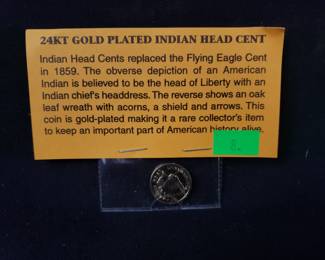 24KT GOLD PLATED INDIAN HEAD CENT
Indian Head Cents replaced the Flying Eagle Cent
in 1859. The obverse depiction of an American
Indian is believed to be the head of Liberty with an
Indian chief's headdress. The reverse shows an oak
leaf wreath with acorns, a shield and arrows. This
coin is gold-plated making it a rare collector's item
to keep an important part of American history alive.
8.